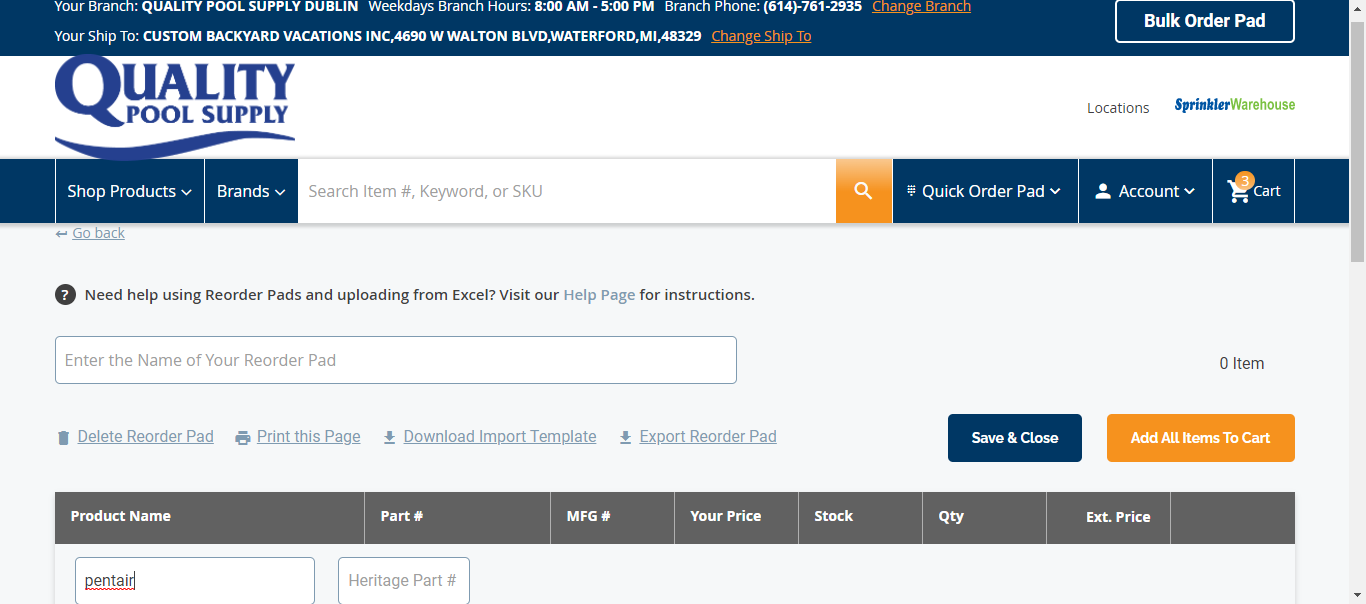 Your Branch: QUALITY POOL SUPPLY DUBLIN Weekdays Branch Hours: 8:00 AM - 5:00 PM Branch Phone: (614)-761-2935 Change Branch
Bulk Order Pad
Your Ship To: CUSTOM BACKYARD VACATIONS INC,4690 W WALTON BLVD,WATERFORD,MI,48329 Change Ship To
QUALITY
POOL SUPPLY
Locations
SprinklerWarehouse
Shop Products
Brands
Search Item #, Keyword, or SKU
Quick Order Pad
Account
3
Cart
Go back
? Need help using Reorder Pads and uploading from Excel? Visit our Help Page for instructions.
Enter the Name of Your Reorder Pad
0 Item
Delete Reorder Pad
Print this Page
Download Import Template
Export Reorder Pad
Save & Close
Add All Items To Cart
Product Name
Part #
MFG #
Your Price
Stock
Qty
Ext. Price
pentair
Heritage Part #